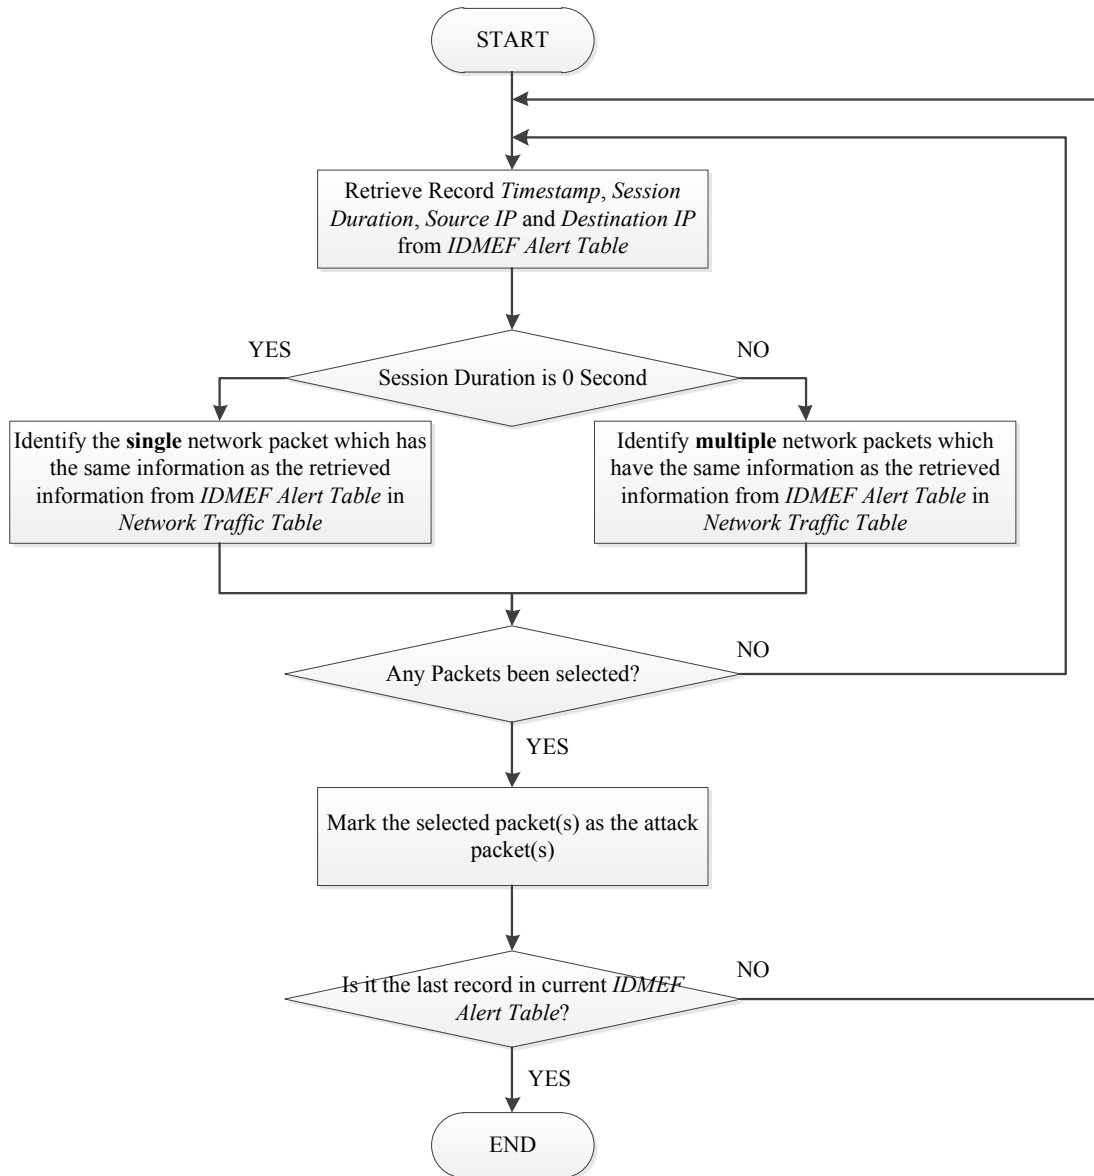 START
Retrieve Record Timestamp, Session
Duration, Source IP and Destination IP
from IDMEF Alert Table
YES
NO
Session Duration is 0 Second
Identify the single network packet which has
the same information as the retrieved
information from IDMEF Alert Table in
Network Traffic Table
Identify multiple network packets which
have the same information as the retrieved
information from IDMEF Alert Table in
Network Traffic Table
NO
Any Packets been selected?
YES
Mark the selected packet(s) as the attack
packet(s)
NO
Is it the last record in current IDMEF
Alert Table?
YES
END